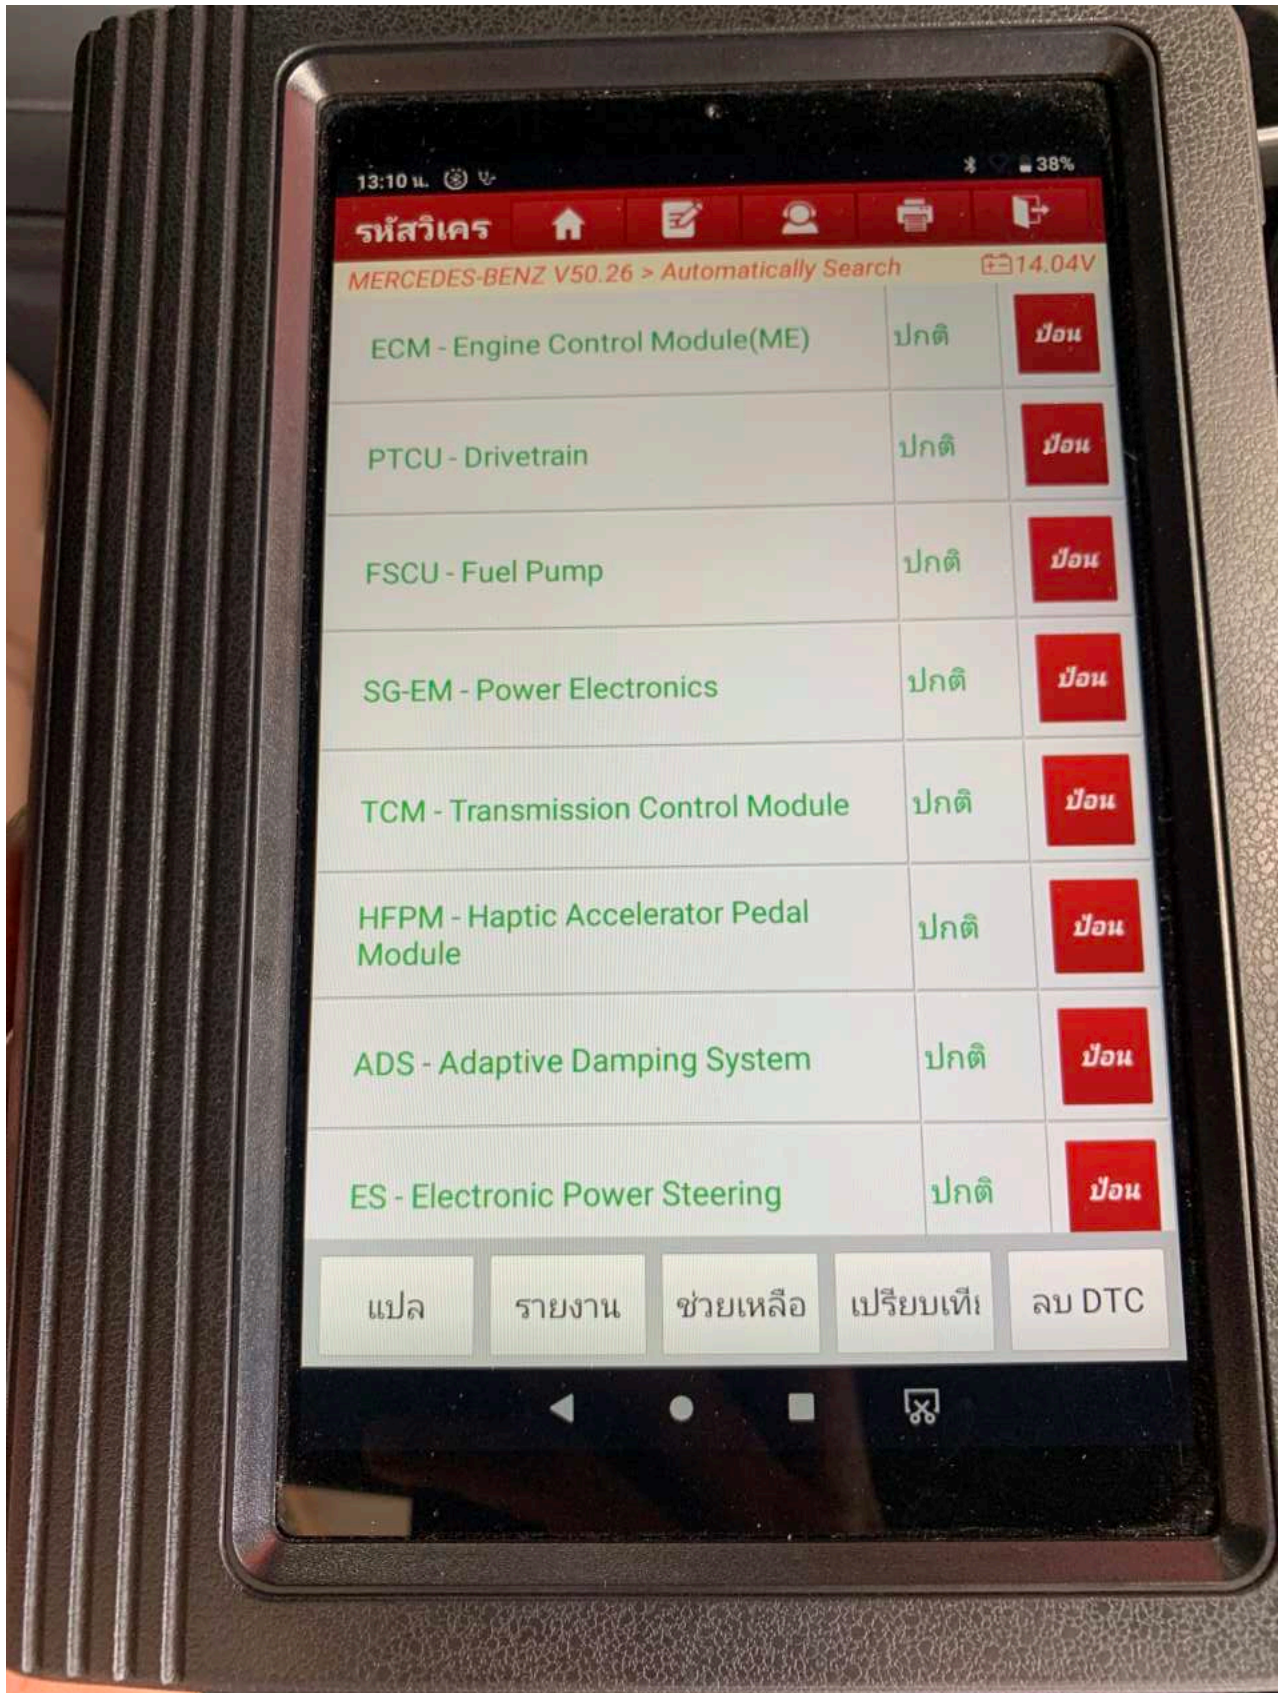 13:10 น.
38%
รหัสวิเคร
MERCEDES-BENZ V50.26 > Automatically Search 14.04V
ECM - Engine Control Module(ME) ปกติ ป้อน
PTCU - Drivetrain ปกติ ป้อน
FSCU - Fuel Pump ปกติ ป้อน
SG-EM - Power Electronics ปกติ ป้อน
TCM - Transmission Control Module ปกติ ป้อน
HFPM - Haptic Accelerator Pedal
Module ปกติ ป้อน
ADS - Adaptive Damping System ปกติ ป้อน
ES - Electronic Power Steering ปกติ ป้อน
แปล รายงาน ช่วยเหลือ เปรียบเที ลบ DTC